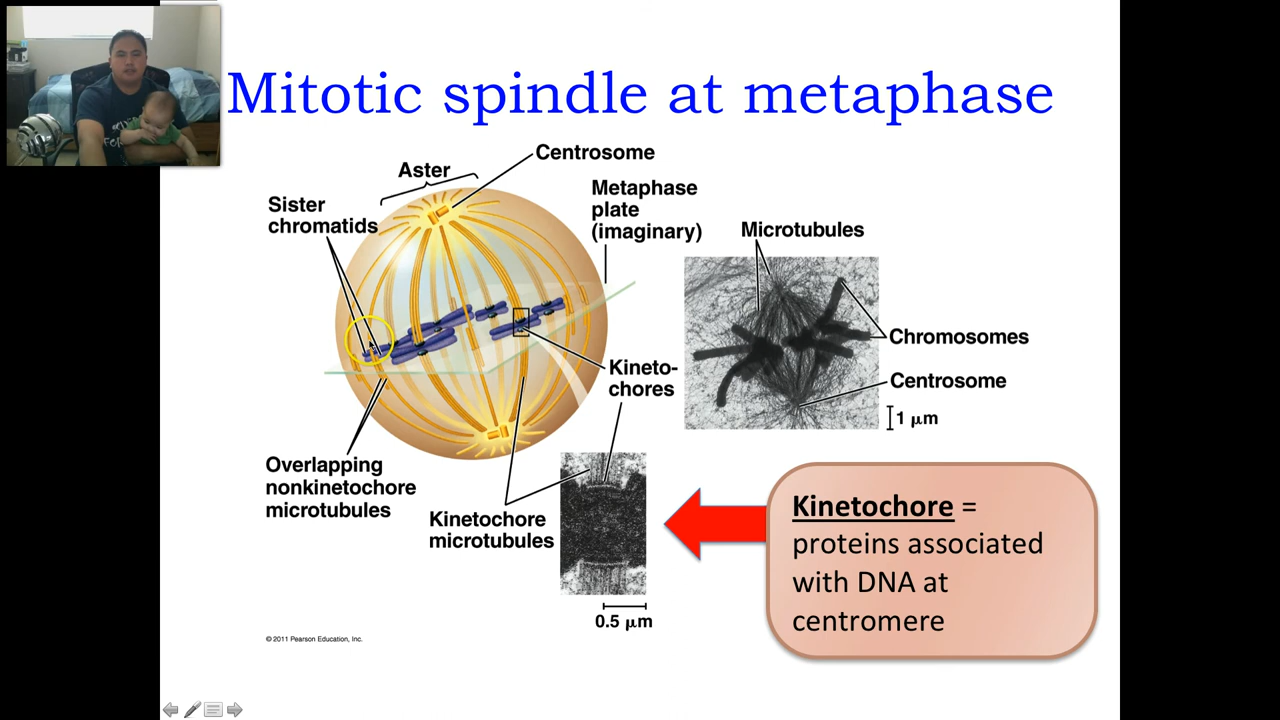 Mitotic spindle at metaphase
Centrosome
Aster
Sister
chromatids
Metaphase
plate
(imaginary)
Microtubules
Chromosomes
Centrosome
1 μm
Kineto-
chores
Overlapping
nonkinetochore
microtubules
Kinetochore
microtubules
0.5 μm
Kinetochore =
proteins associated
with DNA at
centromere
© 2011 Pearson Education, Inc.